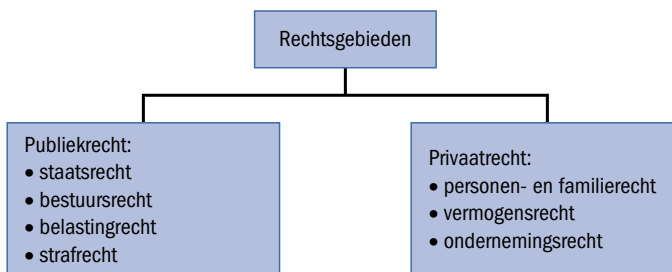 Rechtsgebieden
Publiekrecht:
• staatsrecht
• bestuursrecht
• belastingrecht
• strafrecht
Privaatrecht:
• personen- en familierecht
• vermogensrecht
• ondernemingsrecht